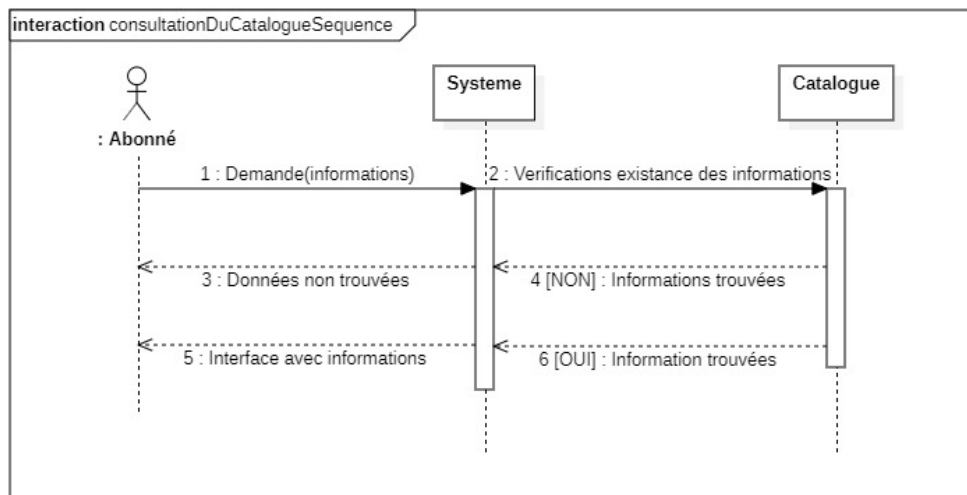 interaction consultationDuCatalogueSequence
Systeme
Catalogue
: Abonné
1 : Demande(informations)
2 : Verifications existance des informations
3 : Données non trouvées
4 [NON] : Informations trouvées
5 : Interface avec informations
6 [OUI] : Information trouvées